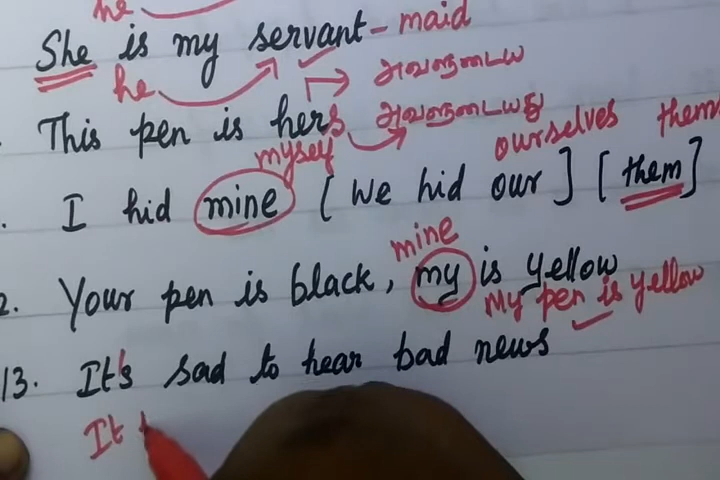 he
She is my servant - maid
he அவளுடைய
This pen is hers அவளுடையது
myself ourselves them
I hid mine [We hid our] [them]
mine
2. Your pen is black, my is yellow
My pen is yellow
13. It's sad to hear bad news
It